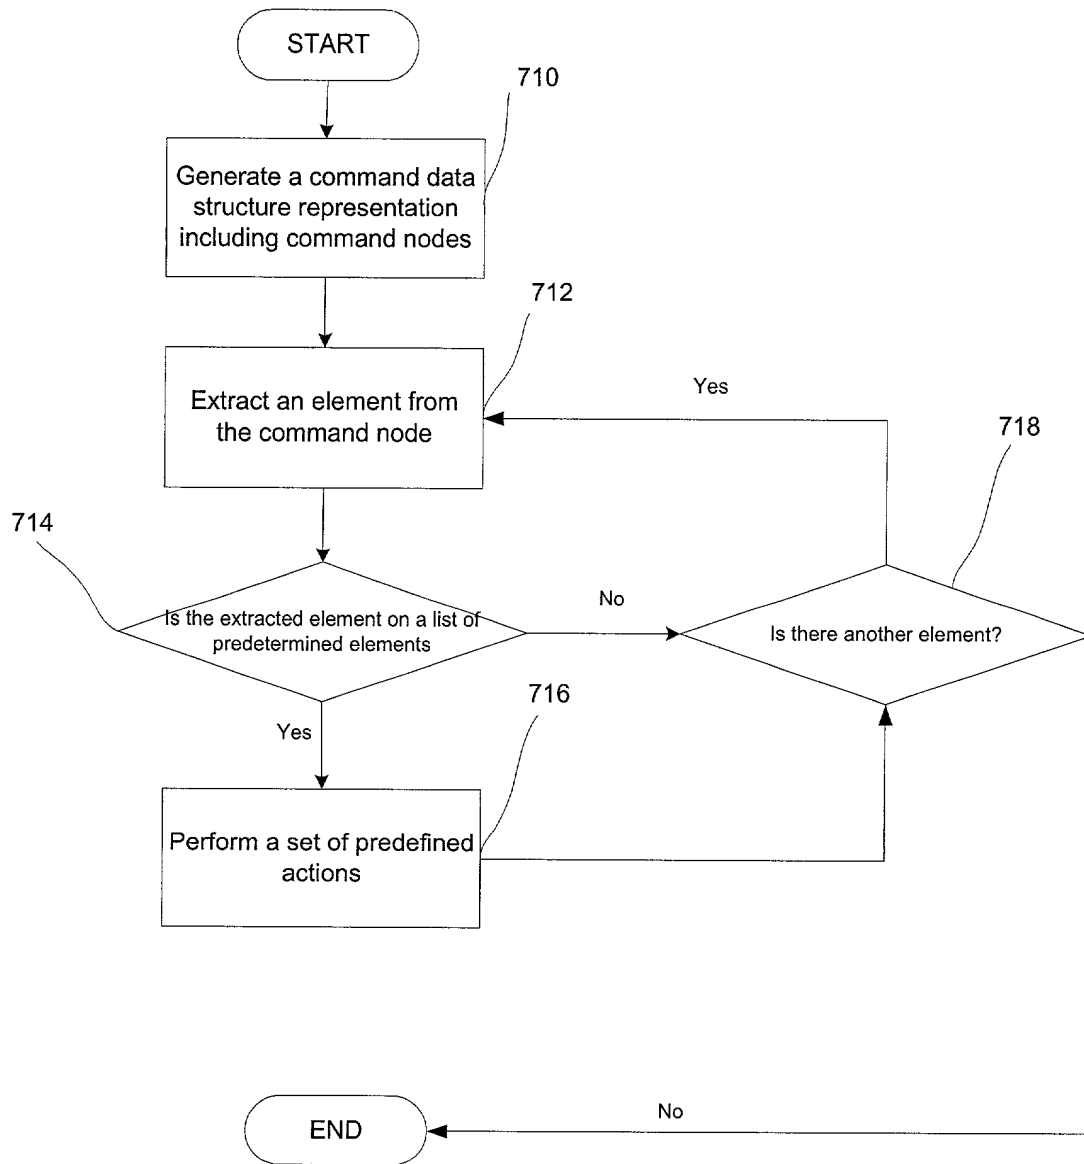 START
710
Generate a command data
structure representation
including command nodes
712
Extract an element from
the command node
Yes
718
714
Is the extracted element on a list of
predetermined elements
No
Is there another element?
Yes
716
Perform a set of predefined
actions
END
No